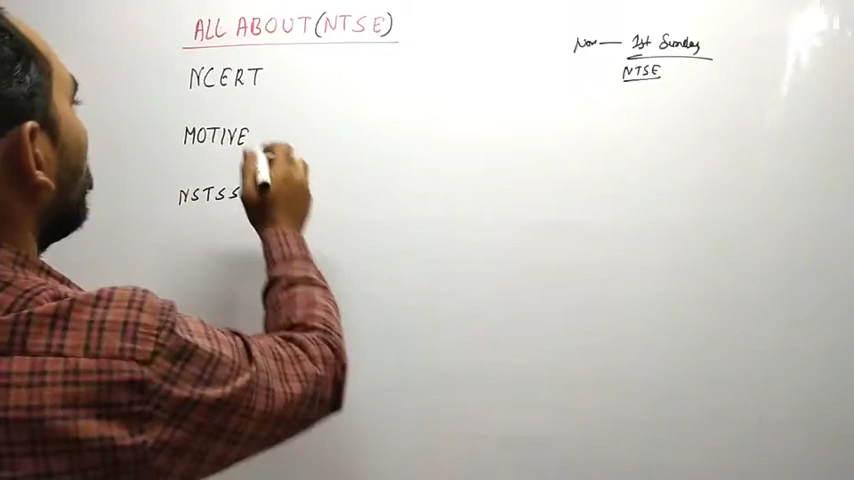 ALL ABOUT (NTSE)
NCERT
MOTIVE
NSTSS
Nov — 1st Sunday
NTSE